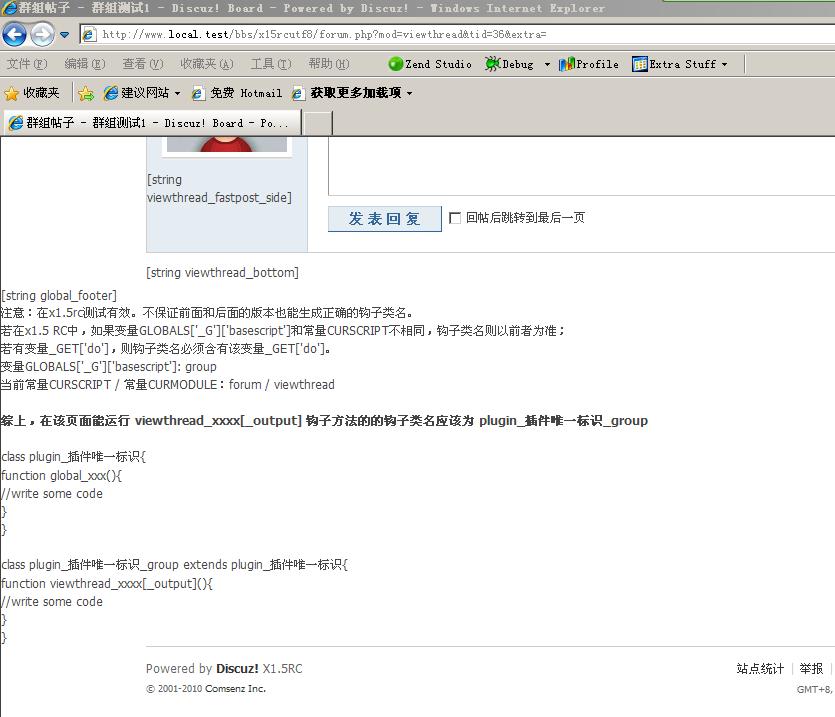 群组帖子 - 群组测试1 - Discuz! Board - Powered by Discuz! - Windows Internet Explorer
http://www.local.test/bbs/x15rcutf8/forum.php?mod=viewthread&tid=36&extra=
文件(F) 编辑(E) 查看(V) 收藏夹(A) 工具(T) 帮助(H) Zend Studio Debug Profile Extra Stuff
收藏夹 建议网站 免费 Hotmail 获取更多加载项
群组帖子 - 群组测试1 - Discuz! Board - Po...
[string
viewthread_fastpost_side]
发表回复 回帖后跳转到最后一页
[string viewthread_bottom]
[string global_footer]
注意：在x1.5rc测试有效。不保证前面和后面的版本也能生成正确的钩子类名。
若在x1.5 RC中，如果变量GLOBALS['_G']['basescript']和常量CURSCRIPT不相同，钩子类名则以前者为准；
若有变量_GET['do']，则钩子类名必须含有该变量_GET['do']。
变量GLOBALS['_G']['basescript']: group
当前常量CURSCRIPT / 常量CURMODULE：forum / viewthread
综上，在该页面能运行 viewthread_xxxx[_output] 钩子方法的的钩子类名应该为 plugin_插件唯一标识_group
class plugin_插件唯一标识{
function global_xxx(){
//write some code
}
}
class plugin_插件唯一标识_group extends plugin_插件唯一标识{
function viewthread_xxxx[_output](){
//write some code
}
}
Powered by Discuz! X1.5RC 站点统计 | 举报 |
© 2001-2010 Comsenz Inc. GMT+8,